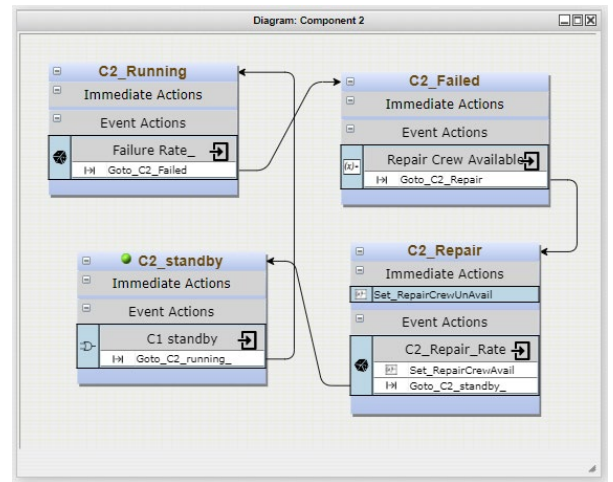 Diagram: Component 2
C2_Running
Immediate Actions
Event Actions
Failure Rate_
Goto_C2_Failed
C2_Failed
Immediate Actions
Event Actions
Repair Crew Available
(x)=
Goto_C2_Repair
C2_standby
Immediate Actions
Event Actions
C1 standby
Goto_C2_running_
C2_Repair
Immediate Actions
Set_RepairCrewUnAvail
Event Actions
C2_Repair_Rate
Set_RepairCrewAvail
Goto_C2_standby_